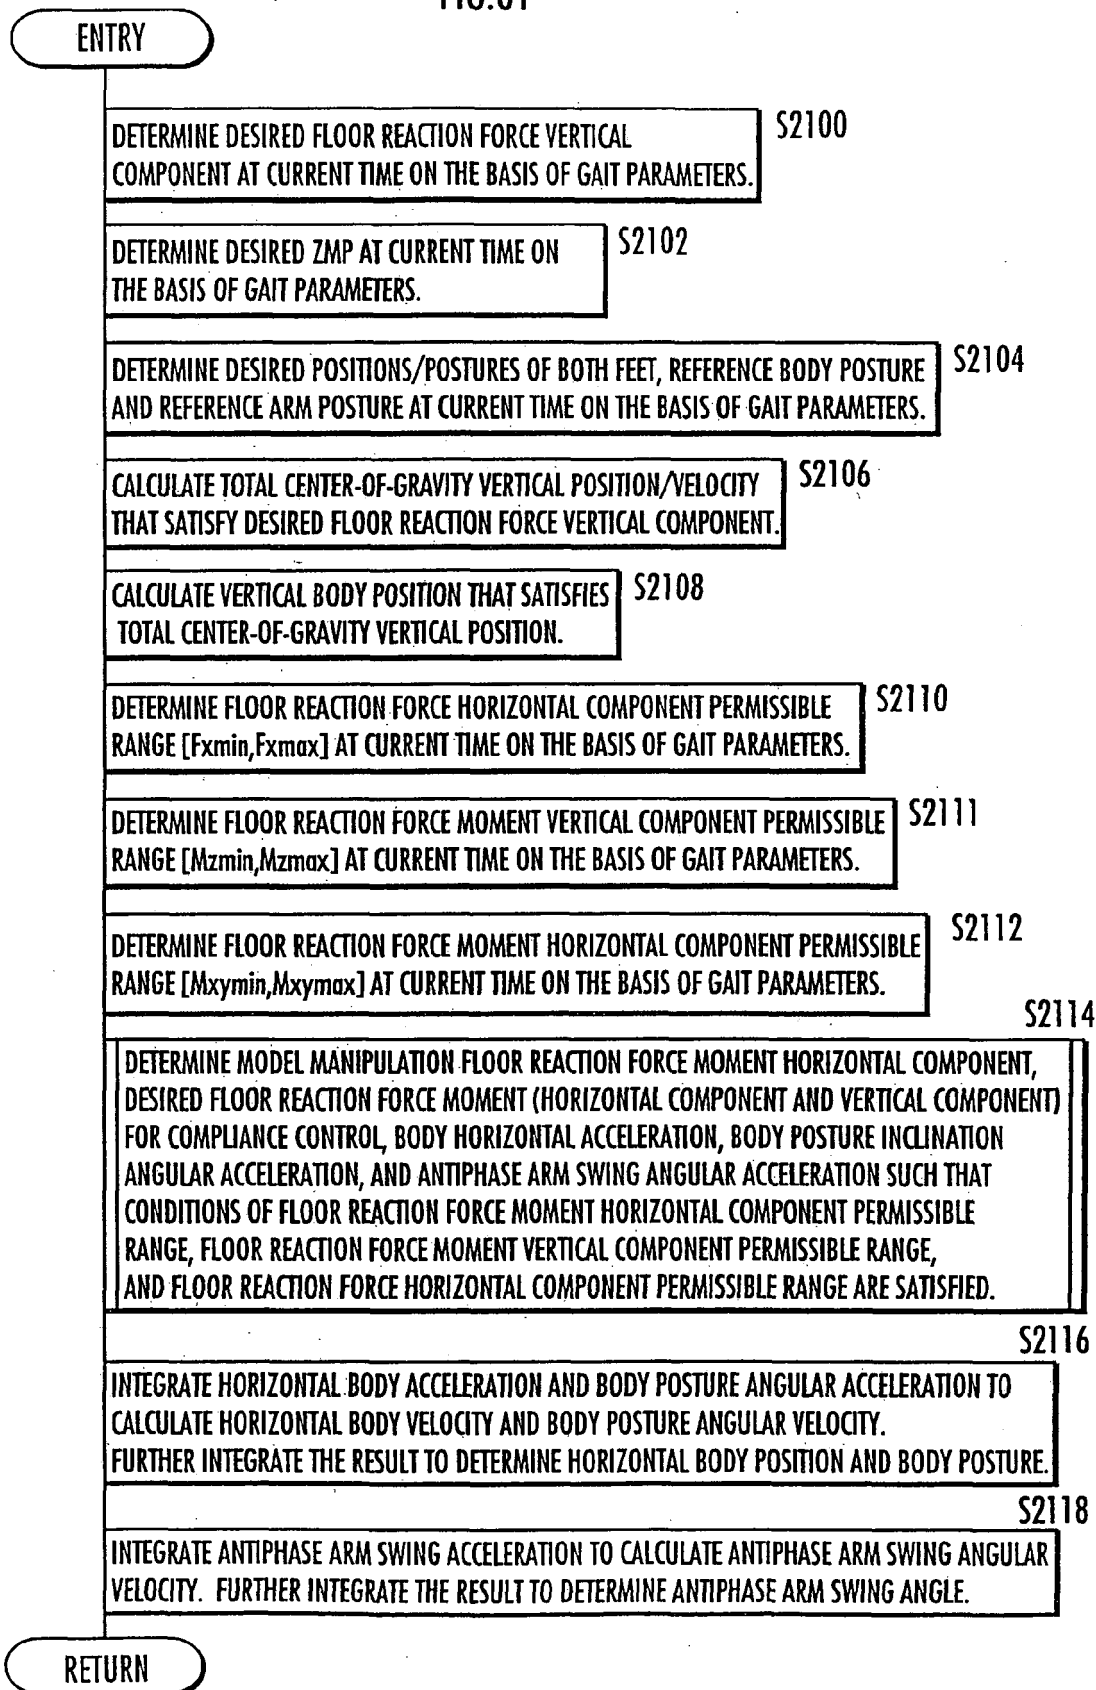 ENTRY
DETERMINE DESIRED FLOOR REACTION FORCE VERTICAL
COMPONENT AT CURRENT TIME ON THE BASIS OF GAIT PARAMETERS.
S2100
DETERMINE DESIRED ZMP AT CURRENT TIME ON
THE BASIS OF GAIT PARAMETERS.
S2102
DETERMINE DESIRED POSITIONS/POSTURES OF BOTH FEET, REFERENCE BODY POSTURE
AND REFERENCE ARM POSTURE AT CURRENT TIME ON THE BASIS OF GAIT PARAMETERS.
S2104
CALCULATE TOTAL CENTER-OF-GRAVITY VERTICAL POSITION/VELOCITY
THAT SATISFY DESIRED FLOOR REACTION FORCE VERTICAL COMPONENT.
S2106
CALCULATE VERTICAL BODY POSITION THAT SATISFIES
TOTAL CENTER-OF-GRAVITY VERTICAL POSITION.
S2108
DETERMINE FLOOR REACTION FORCE HORIZONTAL COMPONENT PERMISSIBLE
RANGE [Fxmin,Fxmax] AT CURRENT TIME ON THE BASIS OF GAIT PARAMETERS.
S2110
DETERMINE FLOOR REACTION FORCE MOMENT VERTICAL COMPONENT PERMISSIBLE
RANGE [Mzmin,Mzmax] AT CURRENT TIME ON THE BASIS OF GAIT PARAMETERS.
S2111
DETERMINE FLOOR REACTION FORCE MOMENT HORIZONTAL COMPONENT PERMISSIBLE
RANGE [Mxymin,Mxymax] AT CURRENT TIME ON THE BASIS OF GAIT PARAMETERS.
S2112
S2114
DETERMINE MODEL MANIPULATION FLOOR REACTION FORCE MOMENT HORIZONTAL COMPONENT,
DESIRED FLOOR REACTION FORCE MOMENT (HORIZONTAL COMPONENT AND VERTICAL COMPONENT)
FOR COMPLIANCE CONTROL, BODY HORIZONTAL ACCELERATION, BODY POSTURE INCLINATION
ANGULAR ACCELERATION, AND ANTIPHASE ARM SWING ANGULAR ACCELERATION SUCH THAT
CONDITIONS OF FLOOR REACTION FORCE MOMENT HORIZONTAL COMPONENT PERMISSIBLE
RANGE, FLOOR REACTION FORCE MOMENT VERTICAL COMPONENT PERMISSIBLE RANGE,
AND FLOOR REACTION FORCE HORIZONTAL COMPONENT PERMISSIBLE RANGE ARE SATISFIED.
S2116
INTEGRATE HORIZONTAL BODY ACCELERATION AND BODY POSTURE ANGULAR ACCELERATION TO
CALCULATE HORIZONTAL BODY VELOCITY AND BODY POSTURE ANGULAR VELOCITY.
FURTHER INTEGRATE THE RESULT TO DETERMINE HORIZONTAL BODY POSITION AND BODY POSTURE.
S2118
INTEGRATE ANTIPHASE ARM SWING ACCELERATION TO CALCULATE ANTIPHASE ARM SWING ANGULAR
VELOCITY. FURTHER INTEGRATE THE RESULT TO DETERMINE ANTIPHASE ARM SWING ANGLE.
RETURN